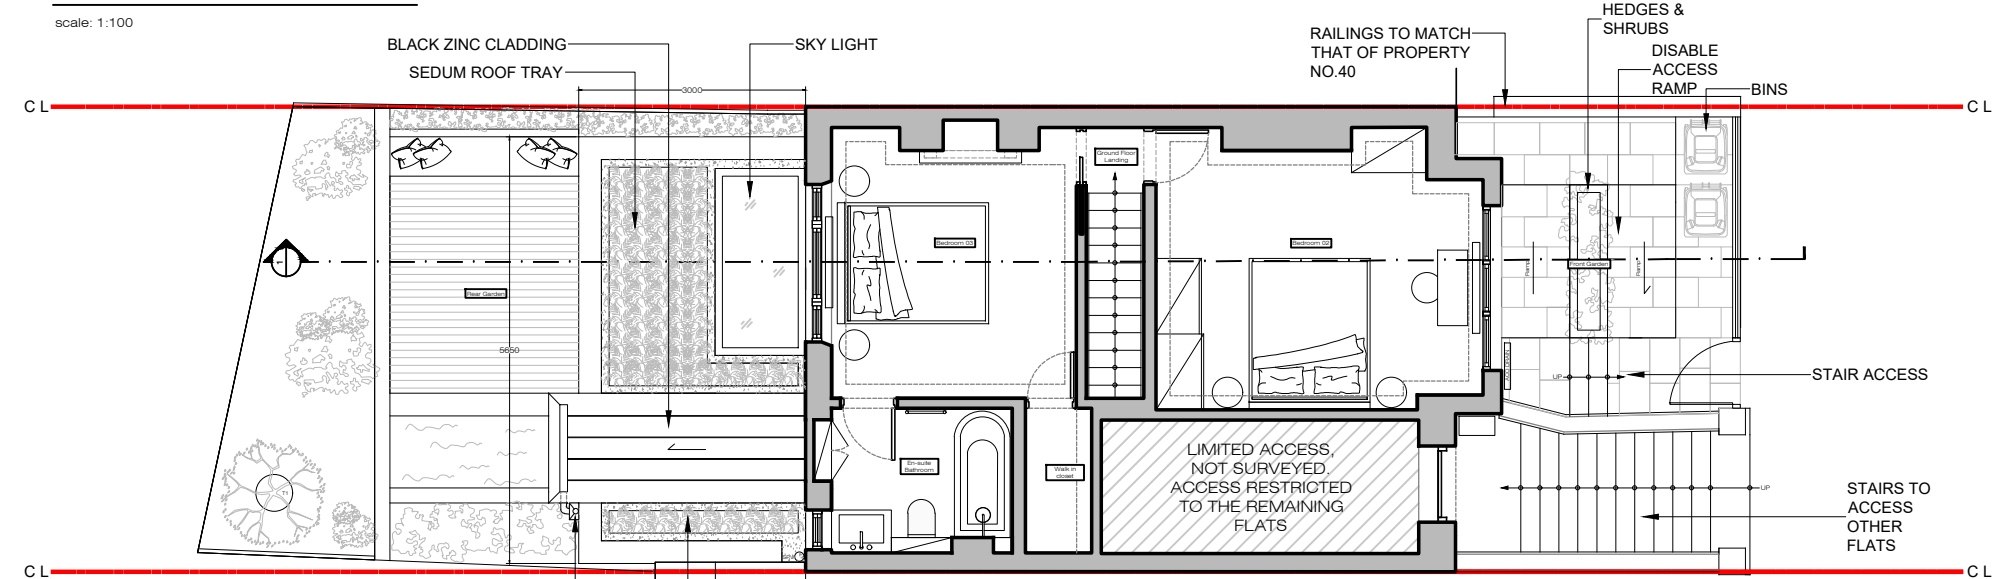 scale: 1:100
BLACK ZINC CLADDING
SEDUM ROOF TRAY
SKY LIGHT
RAILINGS TO MATCH
THAT OF PROPERTY
NO.40
HEDGES &
SHRUBS
DISABLE
ACCESS
RAMP
BINS
C L
C L
3000
Ground Floor
Landing
Bedroom 03
Bedroom 02
Rear Garden
Front Garden
Ramp
Ramp
5650
UP
STAIR ACCESS
En-suite
Bathroom
Walk in
closet
LIMITED ACCESS,
NOT SURVEYED.
ACCESS RESTRICTED
TO THE REMAINING
FLATS
UP
STAIRS TO
ACCESS
OTHER
FLATS
T1
C L
C L